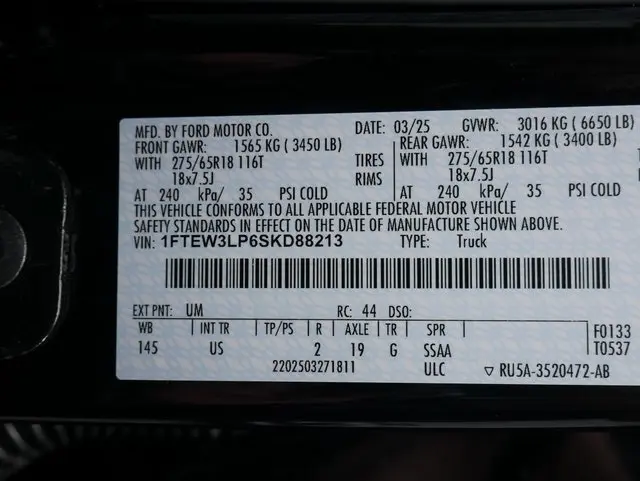 MFD. BY FORD MOTOR CO. DATE: 03/25 GVWR: 3016 KG ( 6650 LB)
FRONT GAWR: 1565 KG ( 3450 LB) REAR GAWR: 1542 KG ( 3400 LB)
WITH 275/65R18 116T TIRES 275/65R18 116T
18x7.5J RIMS 18x7.5J
AT 240 kPa/ 35 PSI COLD AT 240 kPa/ 35 PSI COLD
THIS VEHICLE CONFORMS TO ALL APPLICABLE FEDERAL MOTOR VEHICLE
SAFETY STANDARDS IN EFFECT ON THE DATE OF MANUFACTURE SHOWN ABOVE.
VIN: 1FTEW3LP6SKD88213 TYPE: Truck
EXT PNT: UM RC: 44 DSO:
WB INT TR TP/PS R AXLE TR SPR F0133
145 US 2 19 G SSAA T0537
2202503271811 ULC ▽ RU5A-3520472-AB